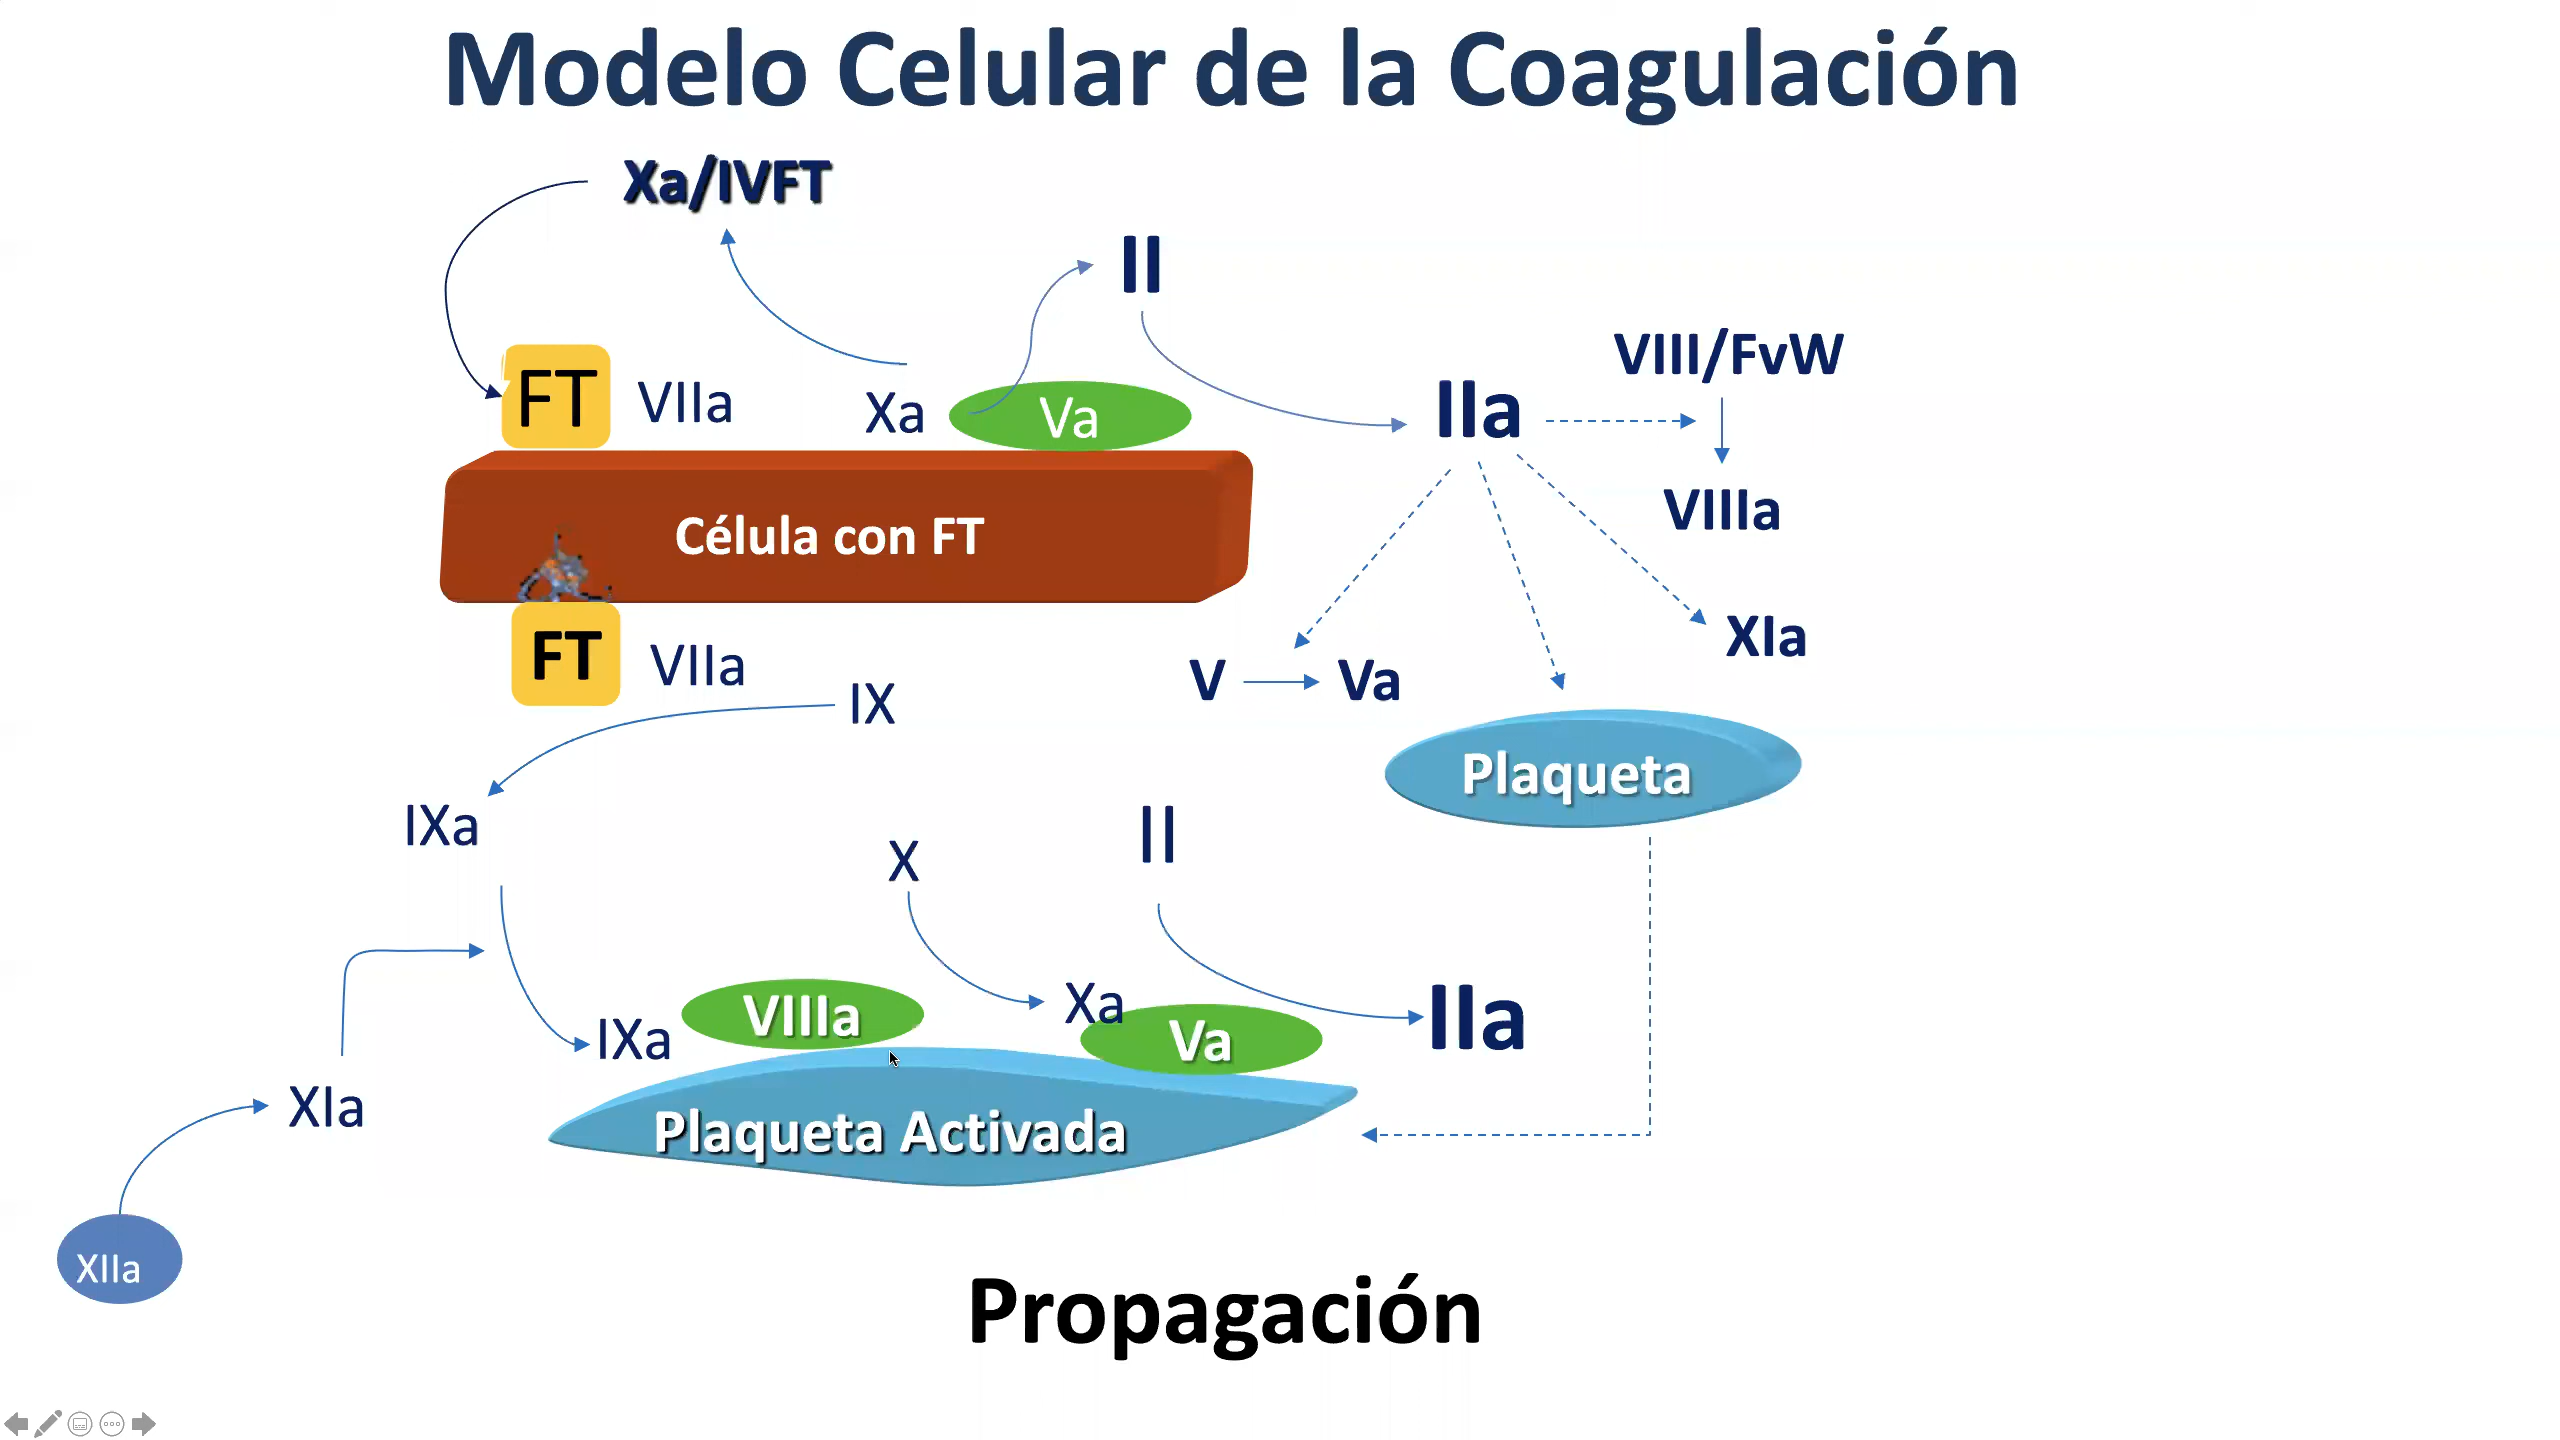 Modelo Celular de la Coagulación
Xa/IVFT
II
VIII/FvW
FT
VIIa
Xa
Va
IIa
VIIIa
Célula con FT
XIa
FT
VIIa
IX
V
Va
Plaqueta
IXa
X
II
VIIIa
Xa
Va
IIa
IXa
XIa
Plaqueta Activada
XIIa
Propagación